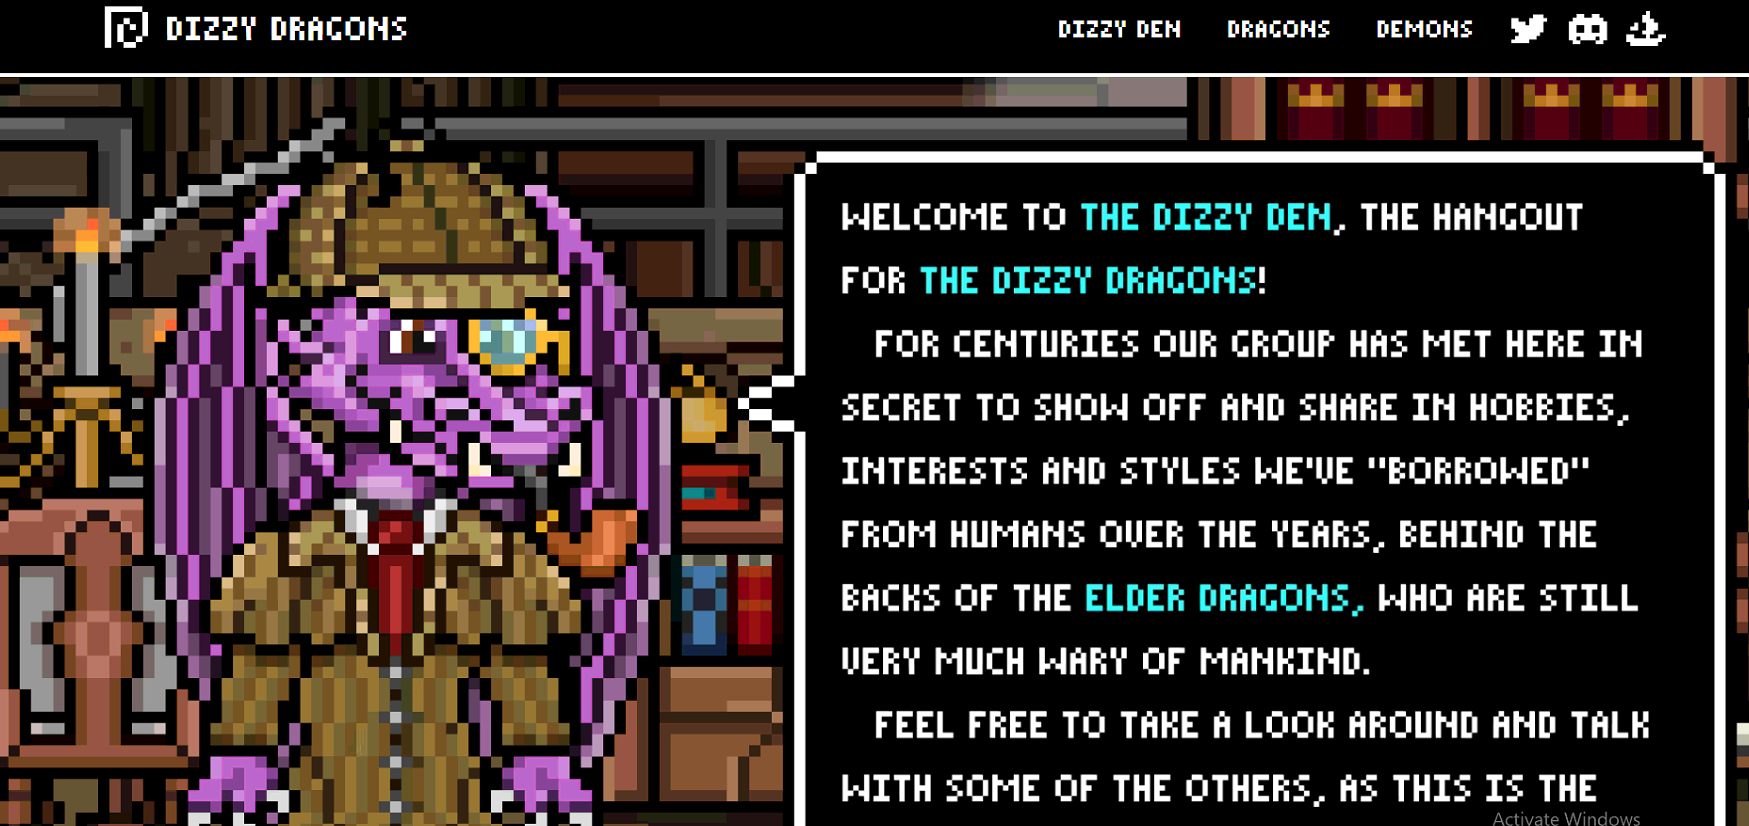 DIZZY DRAGONS
DIZZY DEN DRAGONS DEMONS
WELCOME TO THE DIZZY DEN, THE HANGOUT
FOR THE DIZZY DRAGONS!
FOR CENTURIES OUR GROUP HAS MET HERE IN
SECRET TO SHOW OFF AND SHARE IN HOBBIES,
INTERESTS AND STYLES WE'VE "BORROWED"
FROM HUMANS OVER THE YEARS, BEHIND THE
BACKS OF THE ELDER DRAGONS, WHO ARE STILL
VERY MUCH WARY OF MANKIND.
FEEL FREE TO TAKE A LOOK AROUND AND TALK
WITH SOME OF THE OTHERS, AS THIS IS THE
Activate Windows